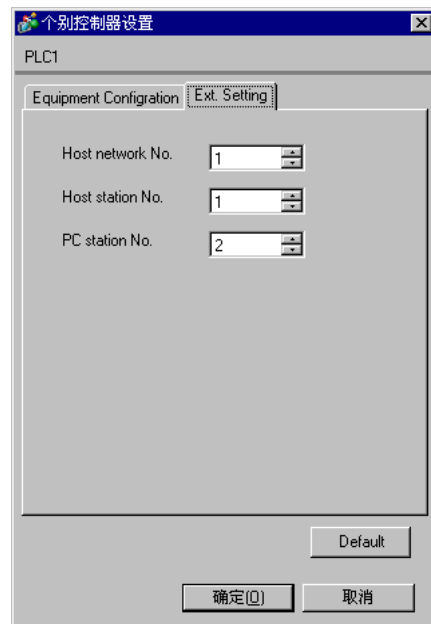 个别控制器设置
PLC1
Equipment Configration Ext. Setting
Host network No. 1
Host station No. 1
PC station No. 2
Default
确定(O) 取消